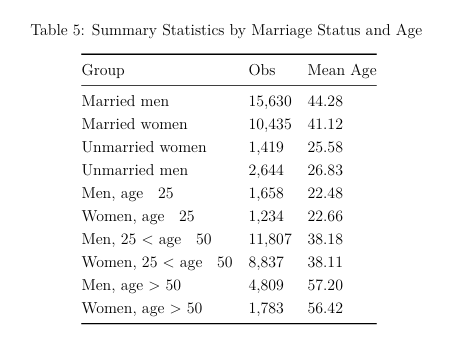 Table 5: Summary Statistics by Marriage Status and Age
Group Obs Mean Age
Married men 15,630 44.28
Married women 10,435 41.12
Unmarried women 1,419 25.58
Unmarried men 2,644 26.83
Men, age 25 1,658 22.48
Women, age 25 1,234 22.66
Men, 25 < age 50 11,807 38.18
Women, 25 < age 50 8,837 38.11
Men, age > 50 4,809 57.20
Women, age > 50 1,783 56.42